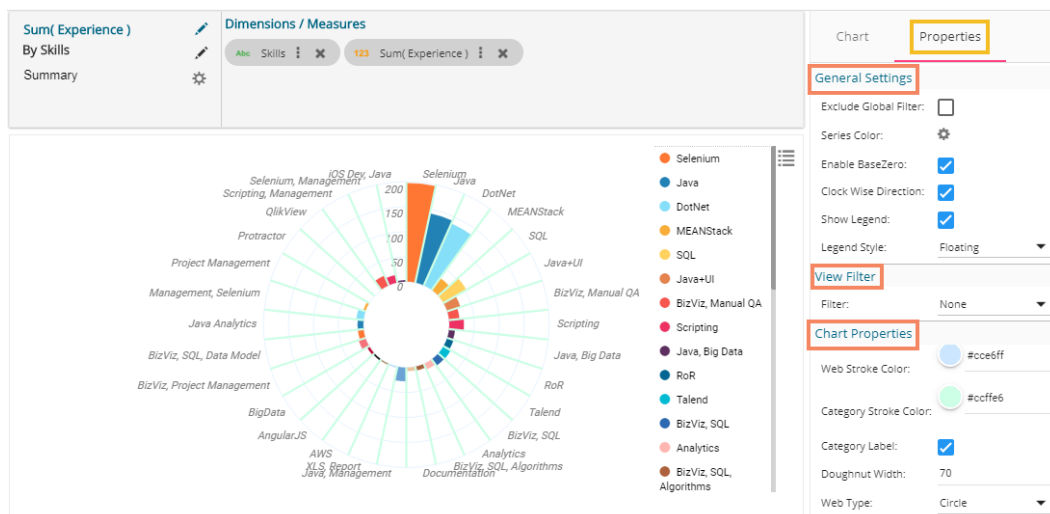 Sum( Experience )
By Skills
Summary
Dimensions / Measures
Abc Skills
123 Sum( Experience )
Chart
Properties
General Settings
Exclude Global Filter:
Series Color:
Enable BaseZero:
Clock Wise Direction:
Show Legend:
Legend Style: Floating
View Filter
Filter: None
Chart Properties
Web Stroke Color: #cce6ff
Category Stroke Color: #ccffe6
Category Label:
Doughnut Width: 70
Web Type: Circle
200
150
100
50
0
Selenium
Java
DotNet
MEANStack
SQL
Java+UI
BizViz, Manual QA
Scripting
Java, Big Data
RoR
Talend
BizViz, SQL
Analytics
BizViz, SQL, Algorithms
Documentation
Java, Management
XLS, Report
AWS
AngularJS
BigData
BizViz, Project Management
BizViz, SQL, Data Model
Java Analytics
Management, Selenium
Project Management
Protractor
QlikView
Scripting, Management
Selenium, Management
iOS Dev, Java
Selenium
Java
DotNet
MEANStack
SQL
Java+UI
BizViz, Manual QA
Scripting
Java, Big Data
RoR
Talend
BizViz, SQL
Analytics
BizViz, SQL,
Algorithms